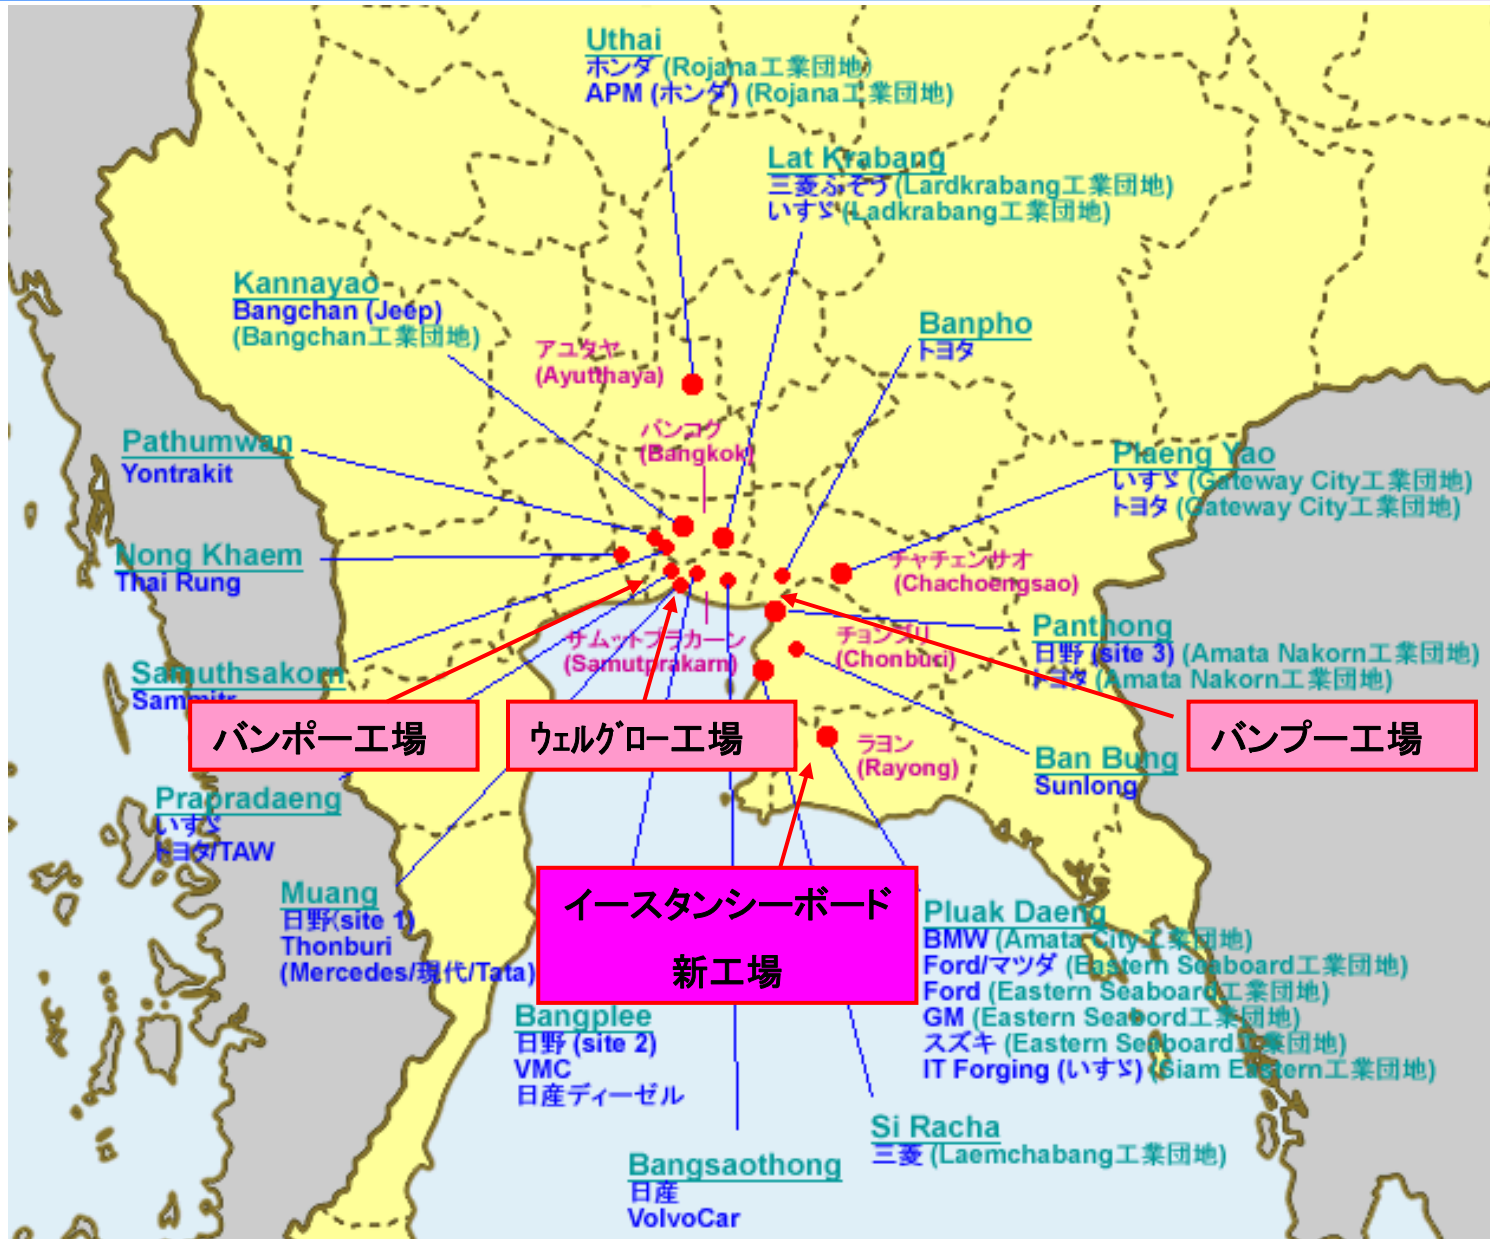 Uthai
ホンダ (Rojana工業団地)
APM (ホンダ) (Rojana工業団地)
Lat Krabang
三菱ふそう (Lardkrabang工業団地)
いすゞ (Ladkrabang工業団地)
Kannayao
Bangchan (Jeep)
(Bangchan工業団地)
Banpho
トヨタ
アユタヤ
(Ayutthaya)
バンコク
(Bangkok)
Pathumwan
Yontrakit
Plaeng Yao
いすゞ (Gateway City工業団地)
トヨタ (Gateway City工業団地)
Nong Khaem
Thai Rung
チャチェンサオ
(Chachoengsao)
サムットプラカーン
(Samutprakarn)
チョンブリ
(Chonburi)
Panthong
日野 (site 3) (Amata Nakorn工業団地)
トヨタ (Amata Nakorn工業団地)
Samuthsakorn
Sammitr
バンポー工場
ウェルグロー工場
バンプー工場
ラヨン
(Rayong)
Ban Bung
Sunlong
Prapradaeng
いすゞ
トヨタ/TAW
Muang
日野(site 1)
Thonburi
(Mercedes/現代/Tata)
イースタンシーボード
新工場
Pluak Daeng
BMW (Amata City工業団地)
Ford/マツダ (Eastern Seaboard工業団地)
Ford (Eastern Seaboard工業団地)
GM (Eastern Seabord工業団地)
スズキ (Eastern Seaboard工業団地)
IT Forging (いすゞ) (Siam Eastern工業団地)
Bangplee
日野 (site 2)
VMC
日産ディーゼル
Si Racha
三菱 (Laemchabang工業団地)
Bangsaothong
日産
VolvoCar